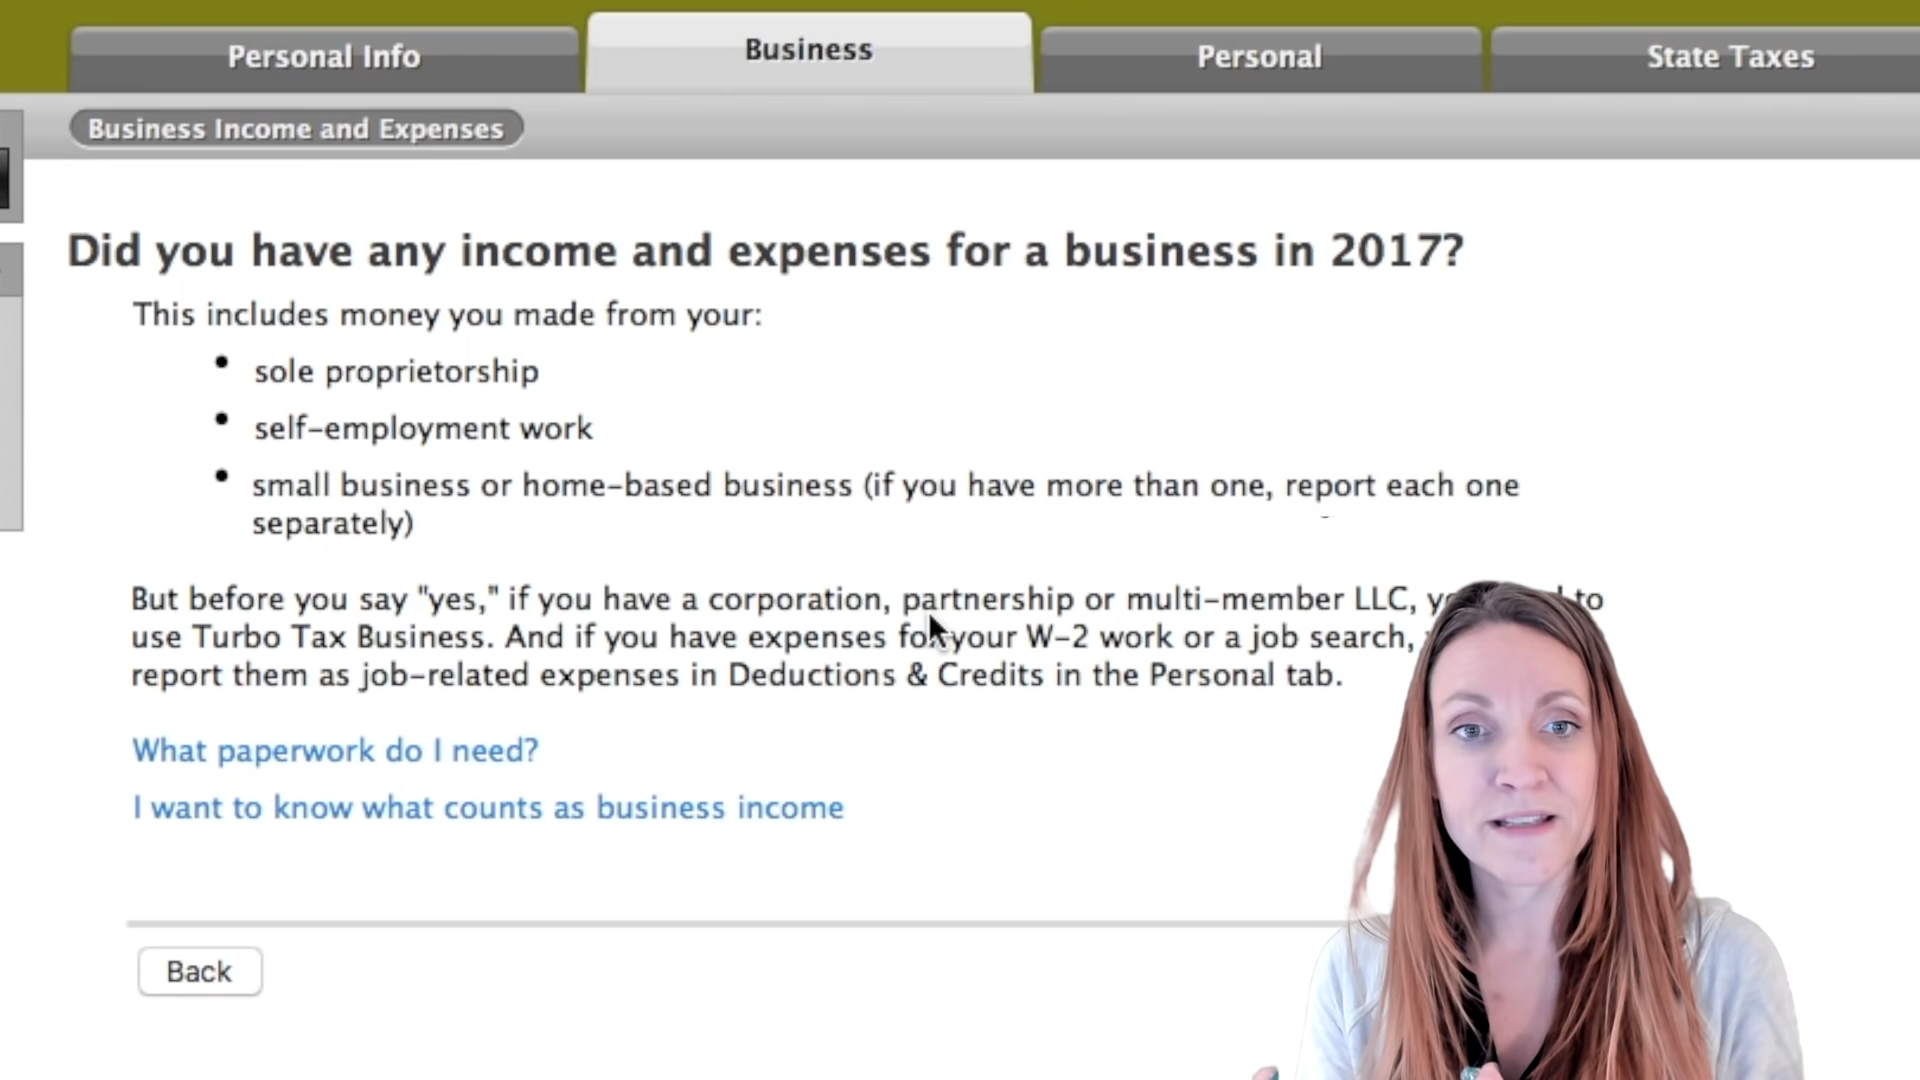 Personal Info
Business
Personal
State Taxes
Business Income and Expenses
Did you have any income and expenses for a business in 2017?
This includes money you made from your:
• sole proprietorship
• self-employment work
• small business or home-based business (if you have more than one, report each one
separately)
But before you say "yes," if you have a corporation, partnership or multi-member LLC, to
use Turbo Tax Business. And if you have expenses for your W-2 work or a job search,
report them as job-related expenses in Deductions & Credits in the Personal tab.
What paperwork do I need?
I want to know what counts as business income
Back